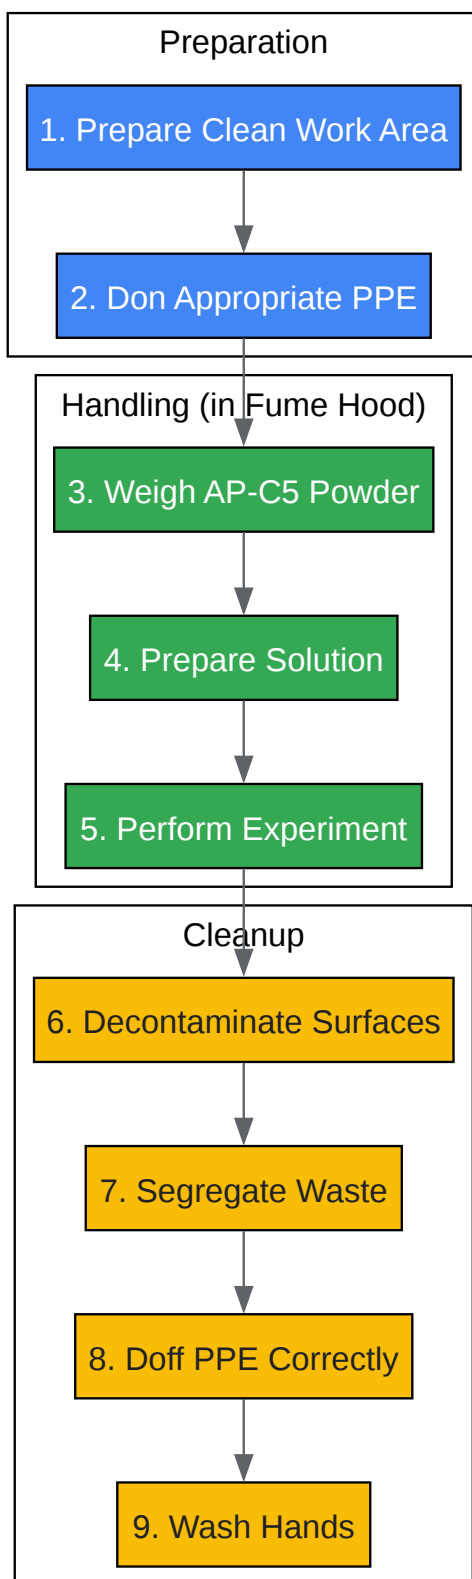 Preparation
1. Prepare Clean Work Area
2. Don Appropriate PPE
Handling (in Fume Hood)
3. Weigh AP-C5 Powder
4. Prepare Solution
5. Perform Experiment
Cleanup
6. Decontaminate Surfaces
7. Segregate Waste
8. Doff PPE Correctly
9. Wash Hands